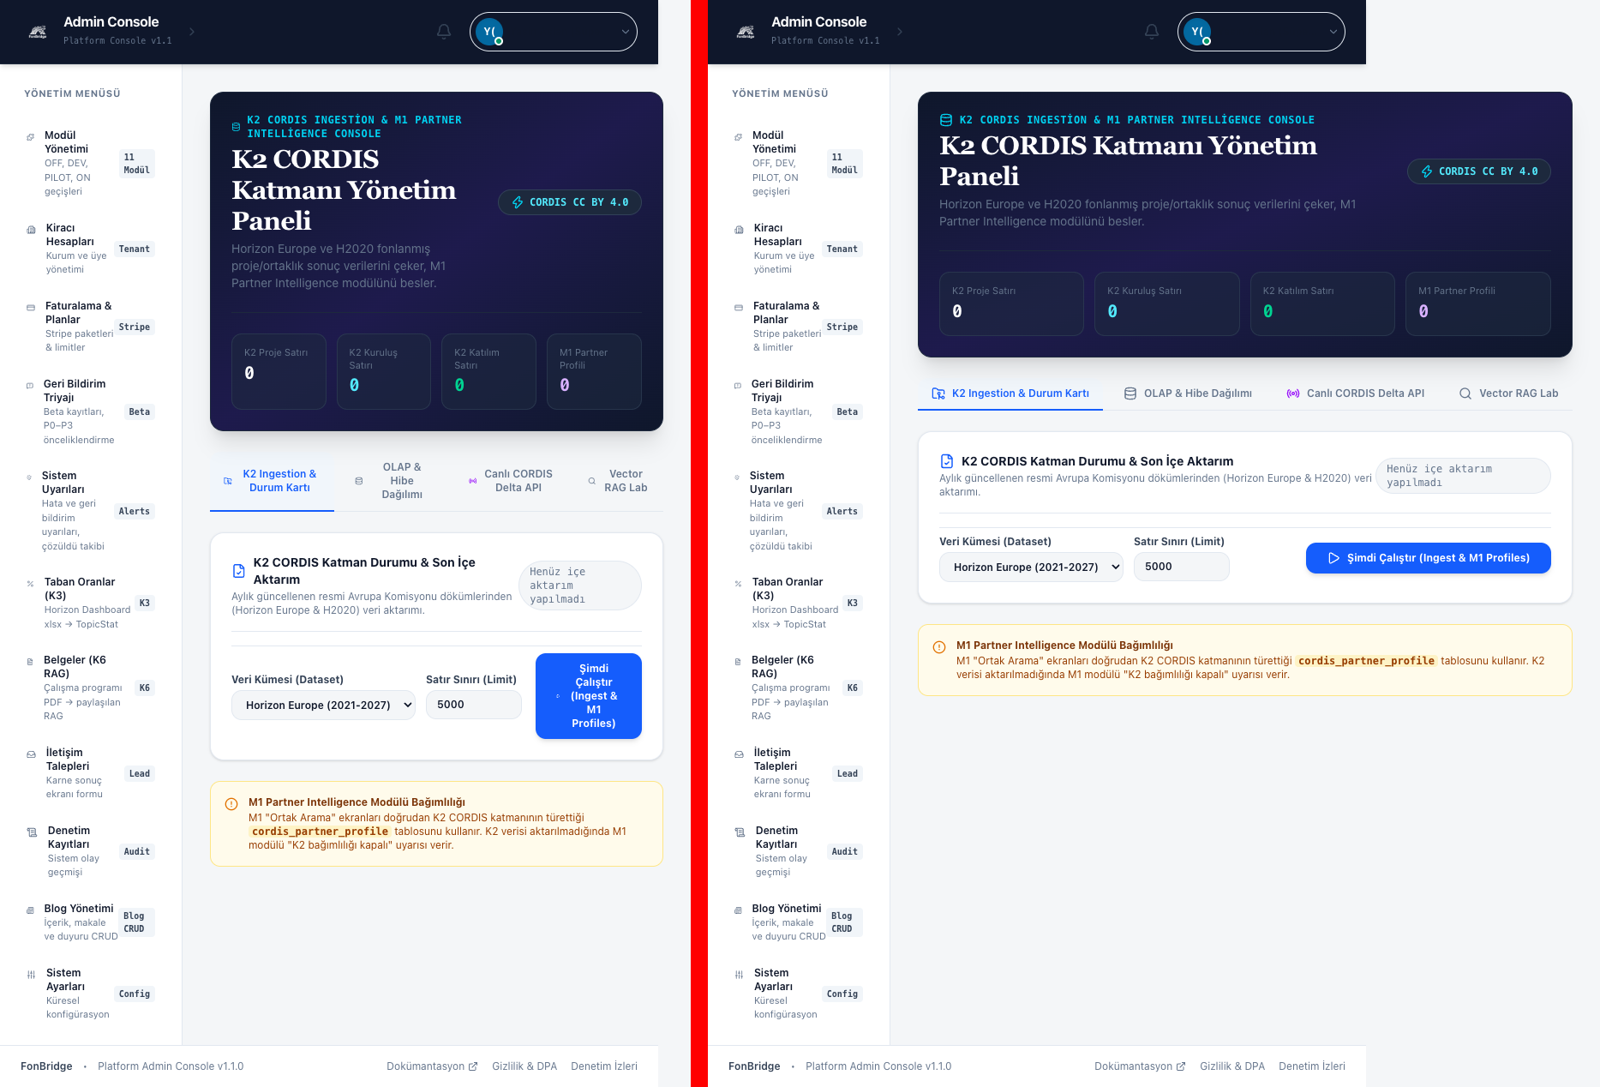 FonBridge
Admin Console
Platform Console v1.1
Y(
YÖNETİM MENÜSÜ
Modül
Yönetimi
OFF, DEV,
PILOT, ON
geçişleri
11
Modül
Kiracı
Hesapları
Kurum ve üye
yönetimi
Tenant
Faturalama &
Planlar
Stripe paketleri
& limitler
Stripe
Geri Bildirim
Triyajı
Beta kayıtları,
P0–P3
önceliklendirme
Beta
Sistem
Uyarıları
Hata ve geri
bildirim
uyarıları,
çözüldü takibi
Alerts
Taban Oranlar
(K3)
Horizon Dashboard
xlsx → TopicStat
K3
Belgeler (K6
RAG)
Çalışma programı
PDF → paylaşılan
RAG
K6
İletişim
Talepleri
Karne sonuç
ekranı formu
Lead
Denetim
Kayıtları
Sistem olay
geçmişi
Audit
Blog Yönetimi
İçerik, makale
ve duyuru CRUD
Blog
CRUD
Sistem
Ayarları
Küresel
konfigürasyon
Config
K2 CORDIS INGESTİON & M1 PARTNER
INTELLİGENCE CONSOLE
K2 CORDIS
Katmanı Yönetim
Paneli
Horizon Europe ve H2020 fonlanmış
proje/ortaklık sonuç verilerini çeker, M1
Partner Intelligence modülünü besler.
CORDIS CC BY 4.0
K2 Proje Satırı
0
K2 Kuruluş
Satırı
0
K2 Katılım
Satırı
0
M1 Partner
Profili
0
K2 Ingestion &
Durum Kartı
OLAP &
Hibe
Dağılımı
Canlı CORDIS
Delta API
Vector
RAG Lab
K2 CORDIS Katman Durumu & Son İçe
Aktarım
Aylık güncellenen resmi Avrupa Komisyonu dökümlerinden
(Horizon Europe & H2020) veri aktarımı.
Henüz içe
aktarım
yapılmadı
Veri Kümesi (Dataset)
Horizon Europe (2021-2027)
Satır Sınırı (Limit)
5000
Şimdi
Çalıştır
(Ingest &
M1
Profiles)
M1 Partner Intelligence Modülü Bağımlılığı
M1 "Ortak Arama" ekranları doğrudan K2 CORDIS katmanının türettiği
cordis_partner_profile tablosunu kullanır. K2 verisi aktarılmadığında M1
modülü "K2 bağımlılığı kapalı" uyarısı verir.
FonBridge • Platform Admin Console v1.1.0
Dokümantasyon Gizlilik & DPA Denetim İzleri
FonBridge
Admin Console
Platform Console v1.1
Y(
YÖNETİM MENÜSÜ
Modül
Yönetimi
OFF, DEV,
PILOT, ON
geçişleri
11
Modül
Kiracı
Hesapları
Kurum ve üye
yönetimi
Tenant
Faturalama &
Planlar
Stripe paketleri
& limitler
Stripe
Geri Bildirim
Triyajı
Beta kayıtları,
P0–P3
önceliklendirme
Beta
Sistem
Uyarıları
Hata ve geri
bildirim
uyarıları,
çözüldü takibi
Alerts
Taban Oranlar
(K3)
Horizon Dashboard
xlsx → TopicStat
K3
Belgeler (K6
RAG)
Çalışma programı
PDF → paylaşılan
RAG
K6
İletişim
Talepleri
Karne sonuç
ekranı formu
Lead
Denetim
Kayıtları
Sistem olay
geçmişi
Audit
Blog Yönetimi
İçerik, makale
ve duyuru CRUD
Blog
CRUD
Sistem
Ayarları
Küresel
konfigürasyon
Config
K2 CORDIS INGESTİON & M1 PARTNER INTELLİGENCE CONSOLE
K2 CORDIS Katmanı Yönetim
Paneli
Horizon Europe ve H2020 fonlanmış proje/ortaklık sonuç verilerini çeker, M1
Partner Intelligence modülünü besler.
CORDIS CC BY 4.0
K2 Proje Satırı
0
K2 Kuruluş Satırı
0
K2 Katılım Satırı
0
M1 Partner Profili
0
K2 Ingestion & Durum Kartı
OLAP & Hibe Dağılımı
Canlı CORDIS Delta API
Vector RAG Lab
K2 CORDIS Katman Durumu & Son İçe Aktarım
Aylık güncellenen resmi Avrupa Komisyonu dökümlerinden (Horizon Europe & H2020) veri
aktarımı.
Henüz içe aktarım
yapılmadı
Veri Kümesi (Dataset)
Horizon Europe (2021-2027)
Satır Sınırı (Limit)
5000
Şimdi Çalıştır (Ingest & M1 Profiles)
M1 Partner Intelligence Modülü Bağımlılığı
M1 "Ortak Arama" ekranları doğrudan K2 CORDIS katmanının türettiği cordis_partner_profile tablosunu kullanır. K2
verisi aktarılmadığında M1 modülü "K2 bağımlılığı kapalı" uyarısı verir.
FonBridge • Platform Admin Console v1.1.0
Dokümantasyon Gizlilik & DPA Denetim İzleri